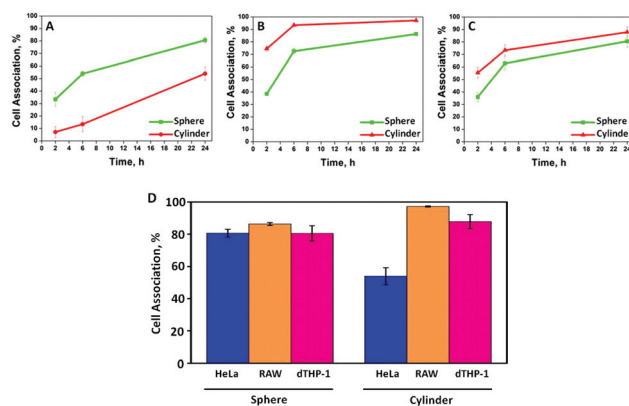 A
Cell Association, %
100
90
80
70
60
50
40
30
20
10
0
Sphere
Cylinder
0 2 4 6 8 10 12 14 16 18 20 22 24
Time, h
B
Cell Association, %
100
90
80
70
60
50
40
30
20
10
0
Sphere
Cylinder
0 2 4 6 8 10 12 14 16 18 20 22 24
Time, h
C
Cell Association, %
100
90
80
70
60
50
40
30
20
10
0
Sphere
Cylinder
0 2 4 6 8 10 12 14 16 18 20 22 24
Time, h
D
Cell Association, %
100
80
60
40
20
0
HeLa RAW dTHP-1 HeLa RAW dTHP-1
Sphere Cylinder